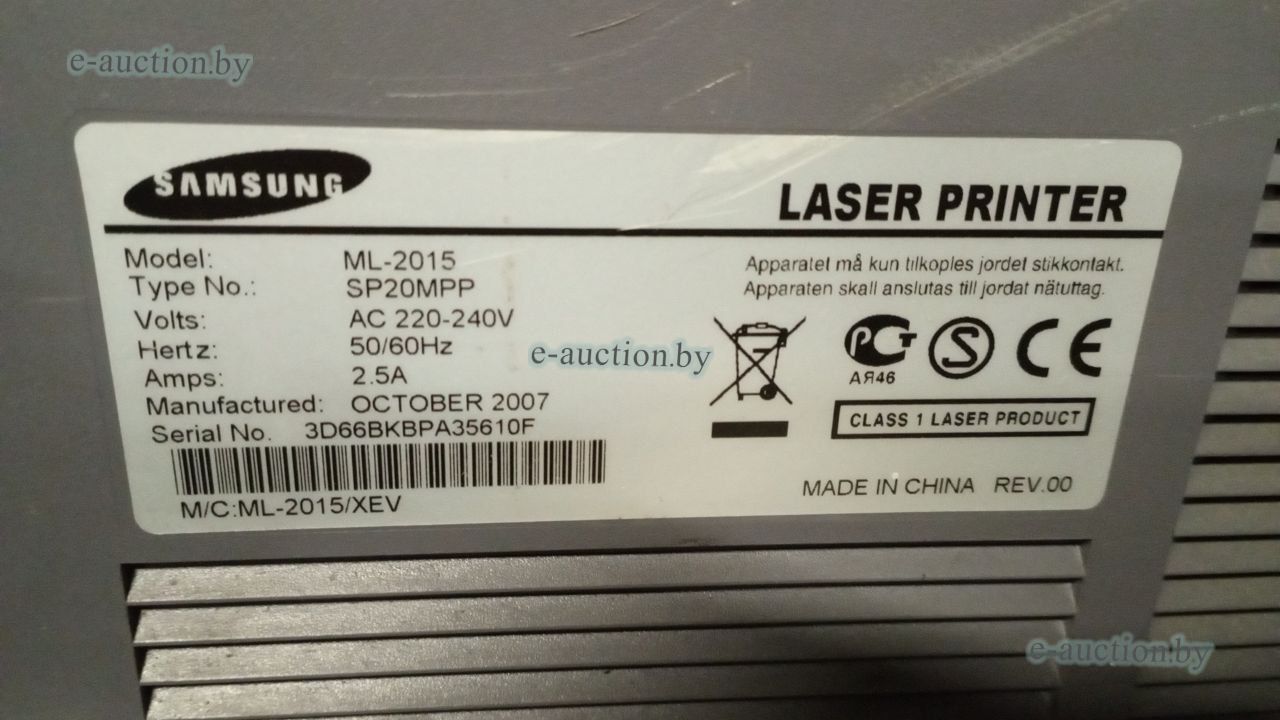 e-auction.by
SAMSUNG
LASER PRINTER
Model: ML-2015
Type No.: SP20MPP
Volts: AC 220-240V
Hertz: 50/60Hz
Amps: 2.5A
Manufactured: OCTOBER 2007
Serial No. 3D66BKBPA35610F
M/C:ML-2015/XEV
Apparatet må kun tilkoples jordet stikkontakt.
Apparaten skall anslutas till jordat nätuttag.
e-auction.by
РСТ
АЯ46
S
CE
CLASS 1 LASER PRODUCT
MADE IN CHINA REV.00
e-auction.by